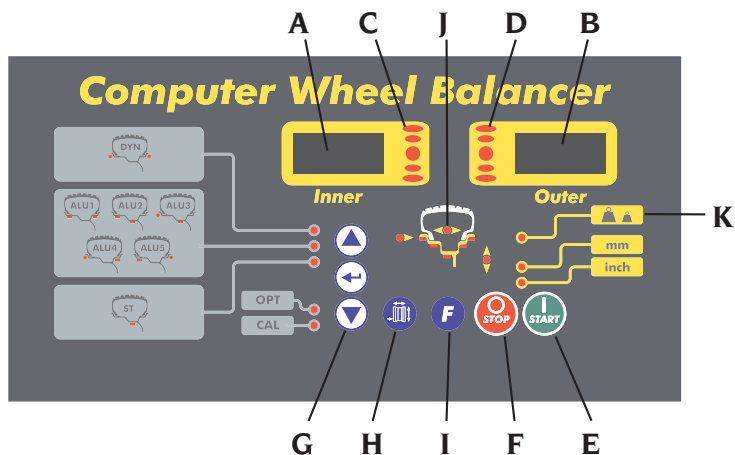 A C J D B
Computer Wheel Balancer
DYN
Inner
Outer
K
ALU1 ALU2 ALU3
ALU4 ALU5
mm
inch
ST
OPT
CAL
F
STOP
START
G H I F E